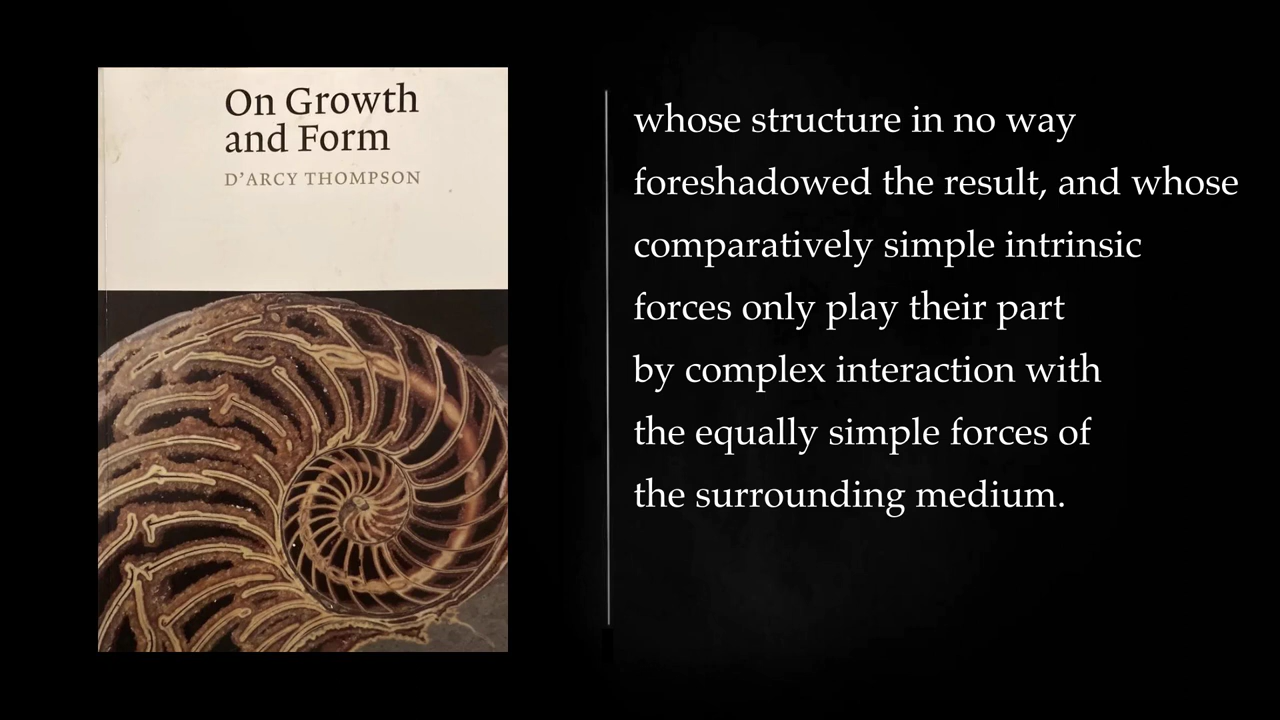 On Growth
and Form
D'ARCY THOMPSON
whose structure in no way
foreshadowed the result, and whose
comparatively simple intrinsic
forces only play their part
by complex interaction with
the equally simple forces of
the surrounding medium.